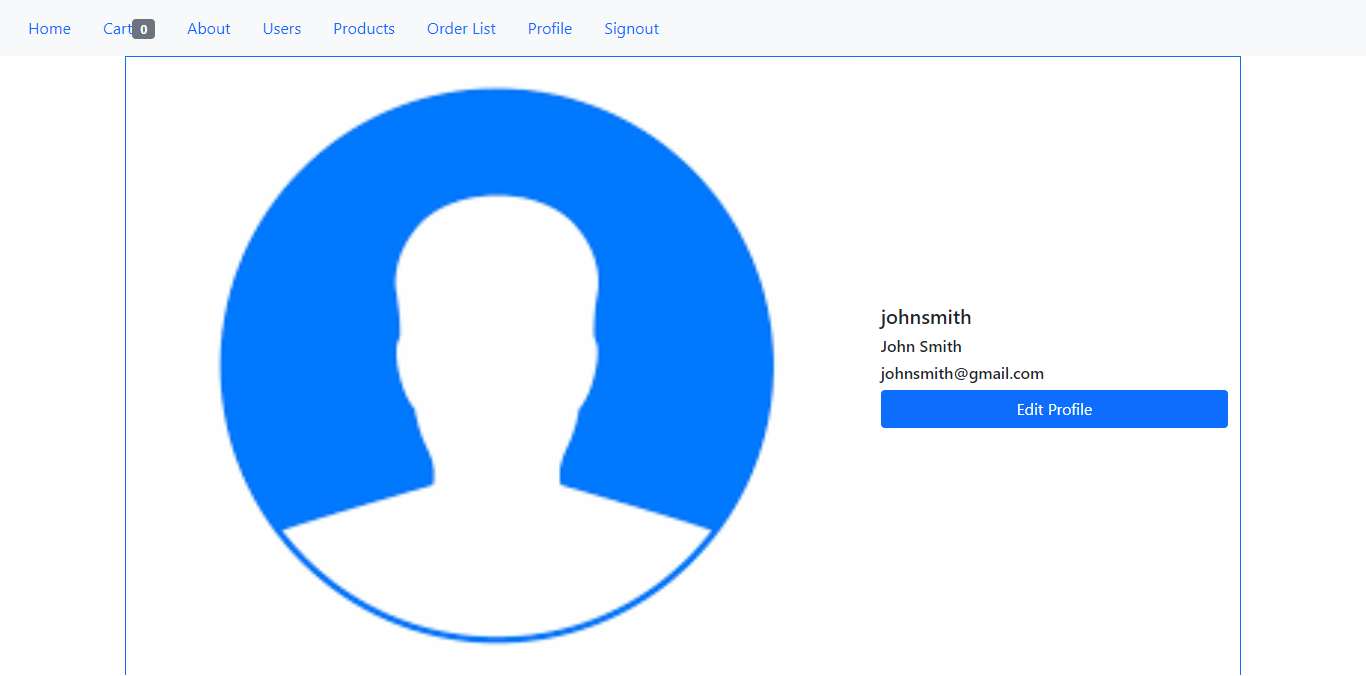 Home Cart 0 About Users Products Order List Profile Signout
johnsmith
John Smith
johnsmith@gmail.com
Edit Profile